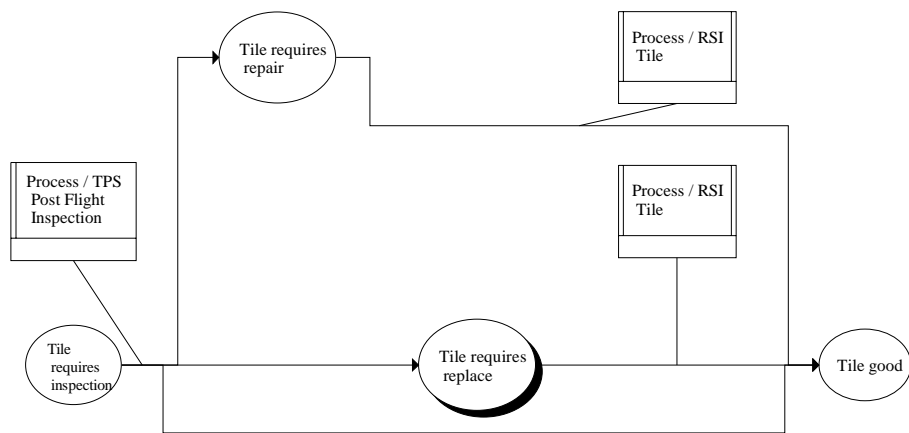 Tile requires
repair
Process / RSI
Tile
Process / TPS
Post Flight
Inspection
Process / RSI
Tile
Tile
requires
inspection
Tile requires
replace
Tile good